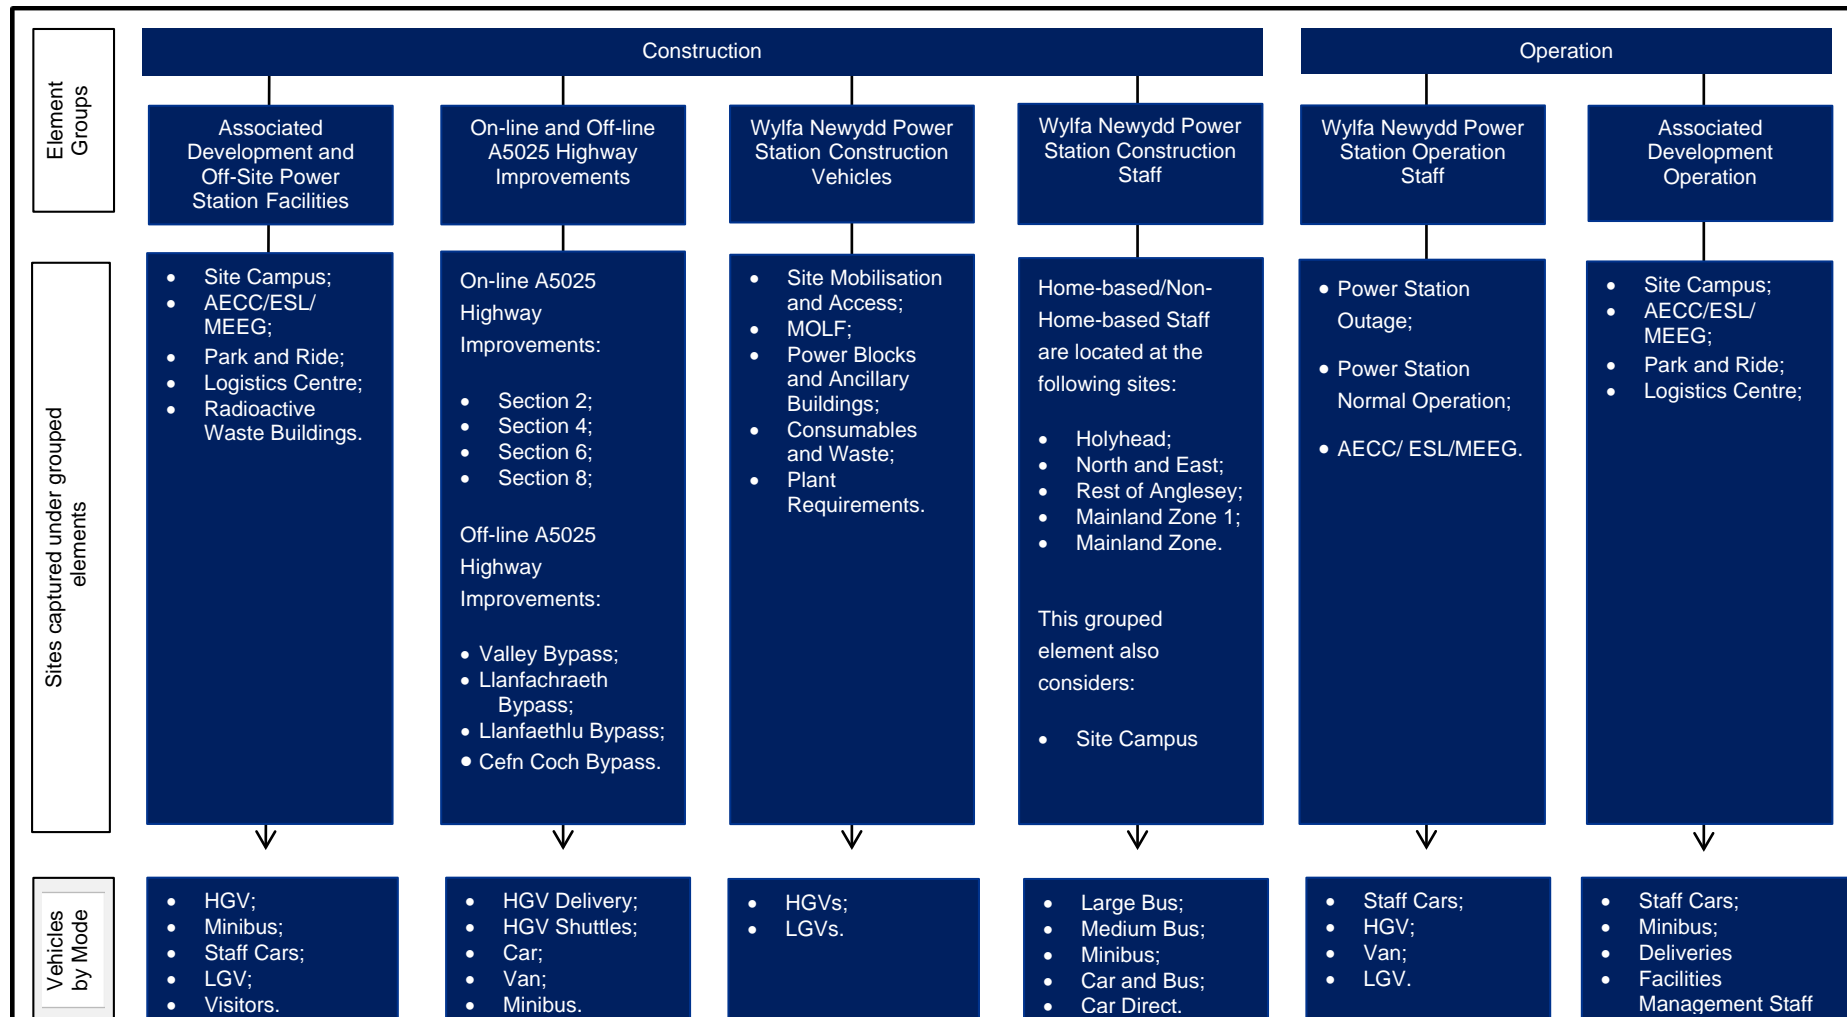 Element
Groups
Construction
Operation
Associated
Development and
Off-Site Power
Station Facilities
On-line and Off-line
A5025 Highway
Improvements
Wylfa Newydd Power
Station Construction
Vehicles
Wylfa Newydd Power
Station Construction
Staff
Wylfa Newydd Power
Station Operation
Staff
Associated
Development
Operation
Sites captured under grouped
elements
• Site Campus;
• AECC/ESL/
MEEG;
• Park and Ride;
• Logistics Centre;
• Radioactive
Waste Buildings.
On-line A5025
Highway
Improvements:
• Section 2;
• Section 4;
• Section 6;
• Section 8;
Off-line A5025
Highway
Improvements:
• Valley Bypass;
• Llanfachraeth
Bypass;
• Llanfaethlu Bypass;
• Cefn Coch Bypass.
• Site Mobilisation
and Access;
• MOLF;
• Power Blocks
and Ancillary
Buildings;
• Consumables
and Waste;
• Plant
Requirements.
Home-based/Non-
Home-based Staff
are located at the
following sites:
• Holyhead;
• North and East;
• Rest of Anglesey;
• Mainland Zone 1;
• Mainland Zone.
This grouped
element also
considers:
• Site Campus
• Power Station
Outage;
• Power Station
Normal Operation;
• AECC/ ESL/MEEG.
• Site Campus;
• AECC/ESL/
MEEG;
• Park and Ride;
• Logistics Centre;
Vehicles
by Mode
• HGV;
• Minibus;
• Staff Cars;
• LGV;
• Visitors.
• HGV Delivery;
• HGV Shuttles;
• Car;
• Van;
• Minibus.
• HGVs;
• LGVs.
• Large Bus;
• Medium Bus;
• Minibus;
• Car and Bus;
• Car Direct.
• Staff Cars;
• HGV;
• Van;
• LGV.
• Staff Cars;
• Minibus;
• Deliveries
• Facilities
Management Staff